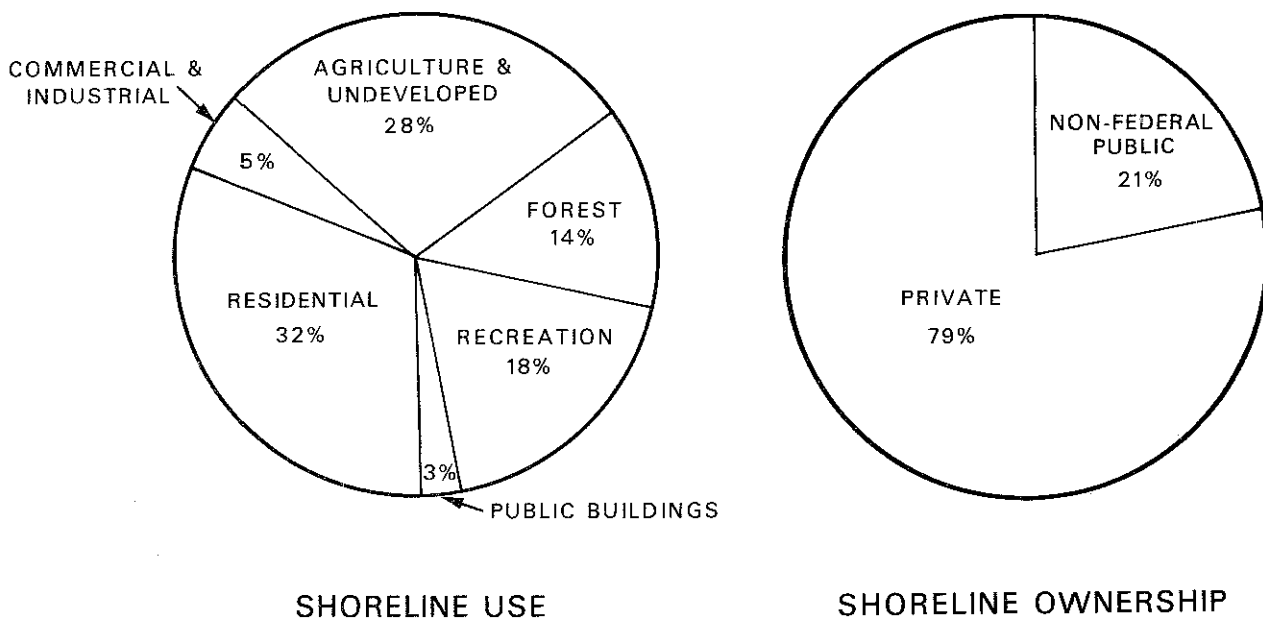 COMMERCIAL &
INDUSTRIAL
5%
AGRICULTURE &
UNDEVELOPED
28%
FOREST
14%
RESIDENTIAL
32%
RECREATION
18%
3%
PUBLIC BUILDINGS
SHORELINE USE
NON-FEDERAL
PUBLIC
21%
PRIVATE
79%
SHORELINE OWNERSHIP